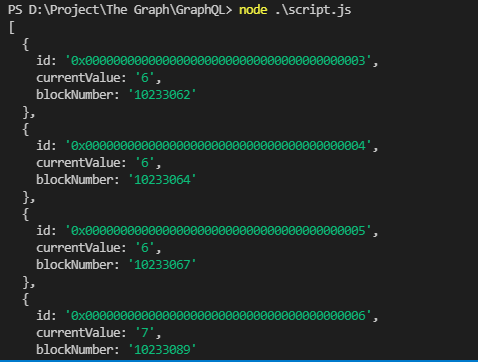 PS D:\Project\The Graph\GraphQL> node .\script.js
[
  {
    id: '0x0000000000000000000000000000000000000003',
    currentValue: '6',
    blockNumber: '10233062'
  },
  {
    id: '0x0000000000000000000000000000000000000004',
    currentValue: '6',
    blockNumber: '10233064'
  },
  {
    id: '0x0000000000000000000000000000000000000005',
    currentValue: '6',
    blockNumber: '10233067'
  },
  {
    id: '0x0000000000000000000000000000000000000006',
    currentValue: '7',
    blockNumber: '10233089'